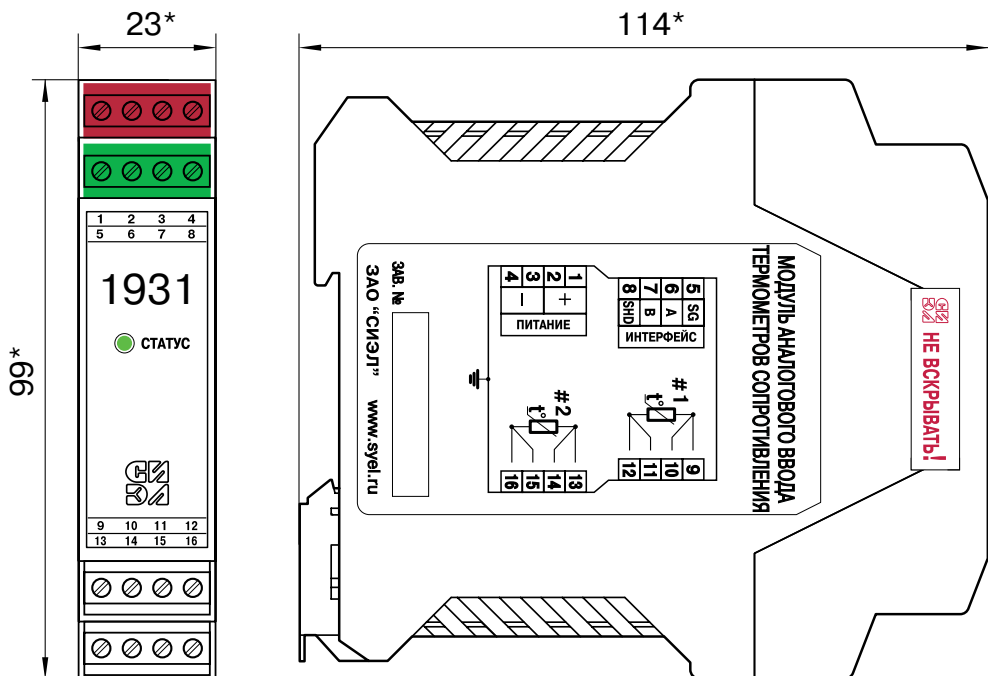 23*
114*
99*
1 2 3 4
5 6 7 8
1931
СТАТУС
СИЭЛ
9 10 11 12
13 14 15 16
МОДУЛЬ АНАЛОГОВОГО ВВОДА
ТЕРМОМЕТРОВ СОПРОТИВЛЕНИЯ
5 6 7 8
SG A B SHD
ИНТЕРФЕЙС
1 2 3 4
+ −
ПИТАНИЕ
#1
t°
9 10 11 12
#2
t°
13 14 15 16
ЗАВ. №
ЗАО “СИЭЛ” www.syel.ru
СИЭЛ НЕ ВСКРЫВАТЬ!